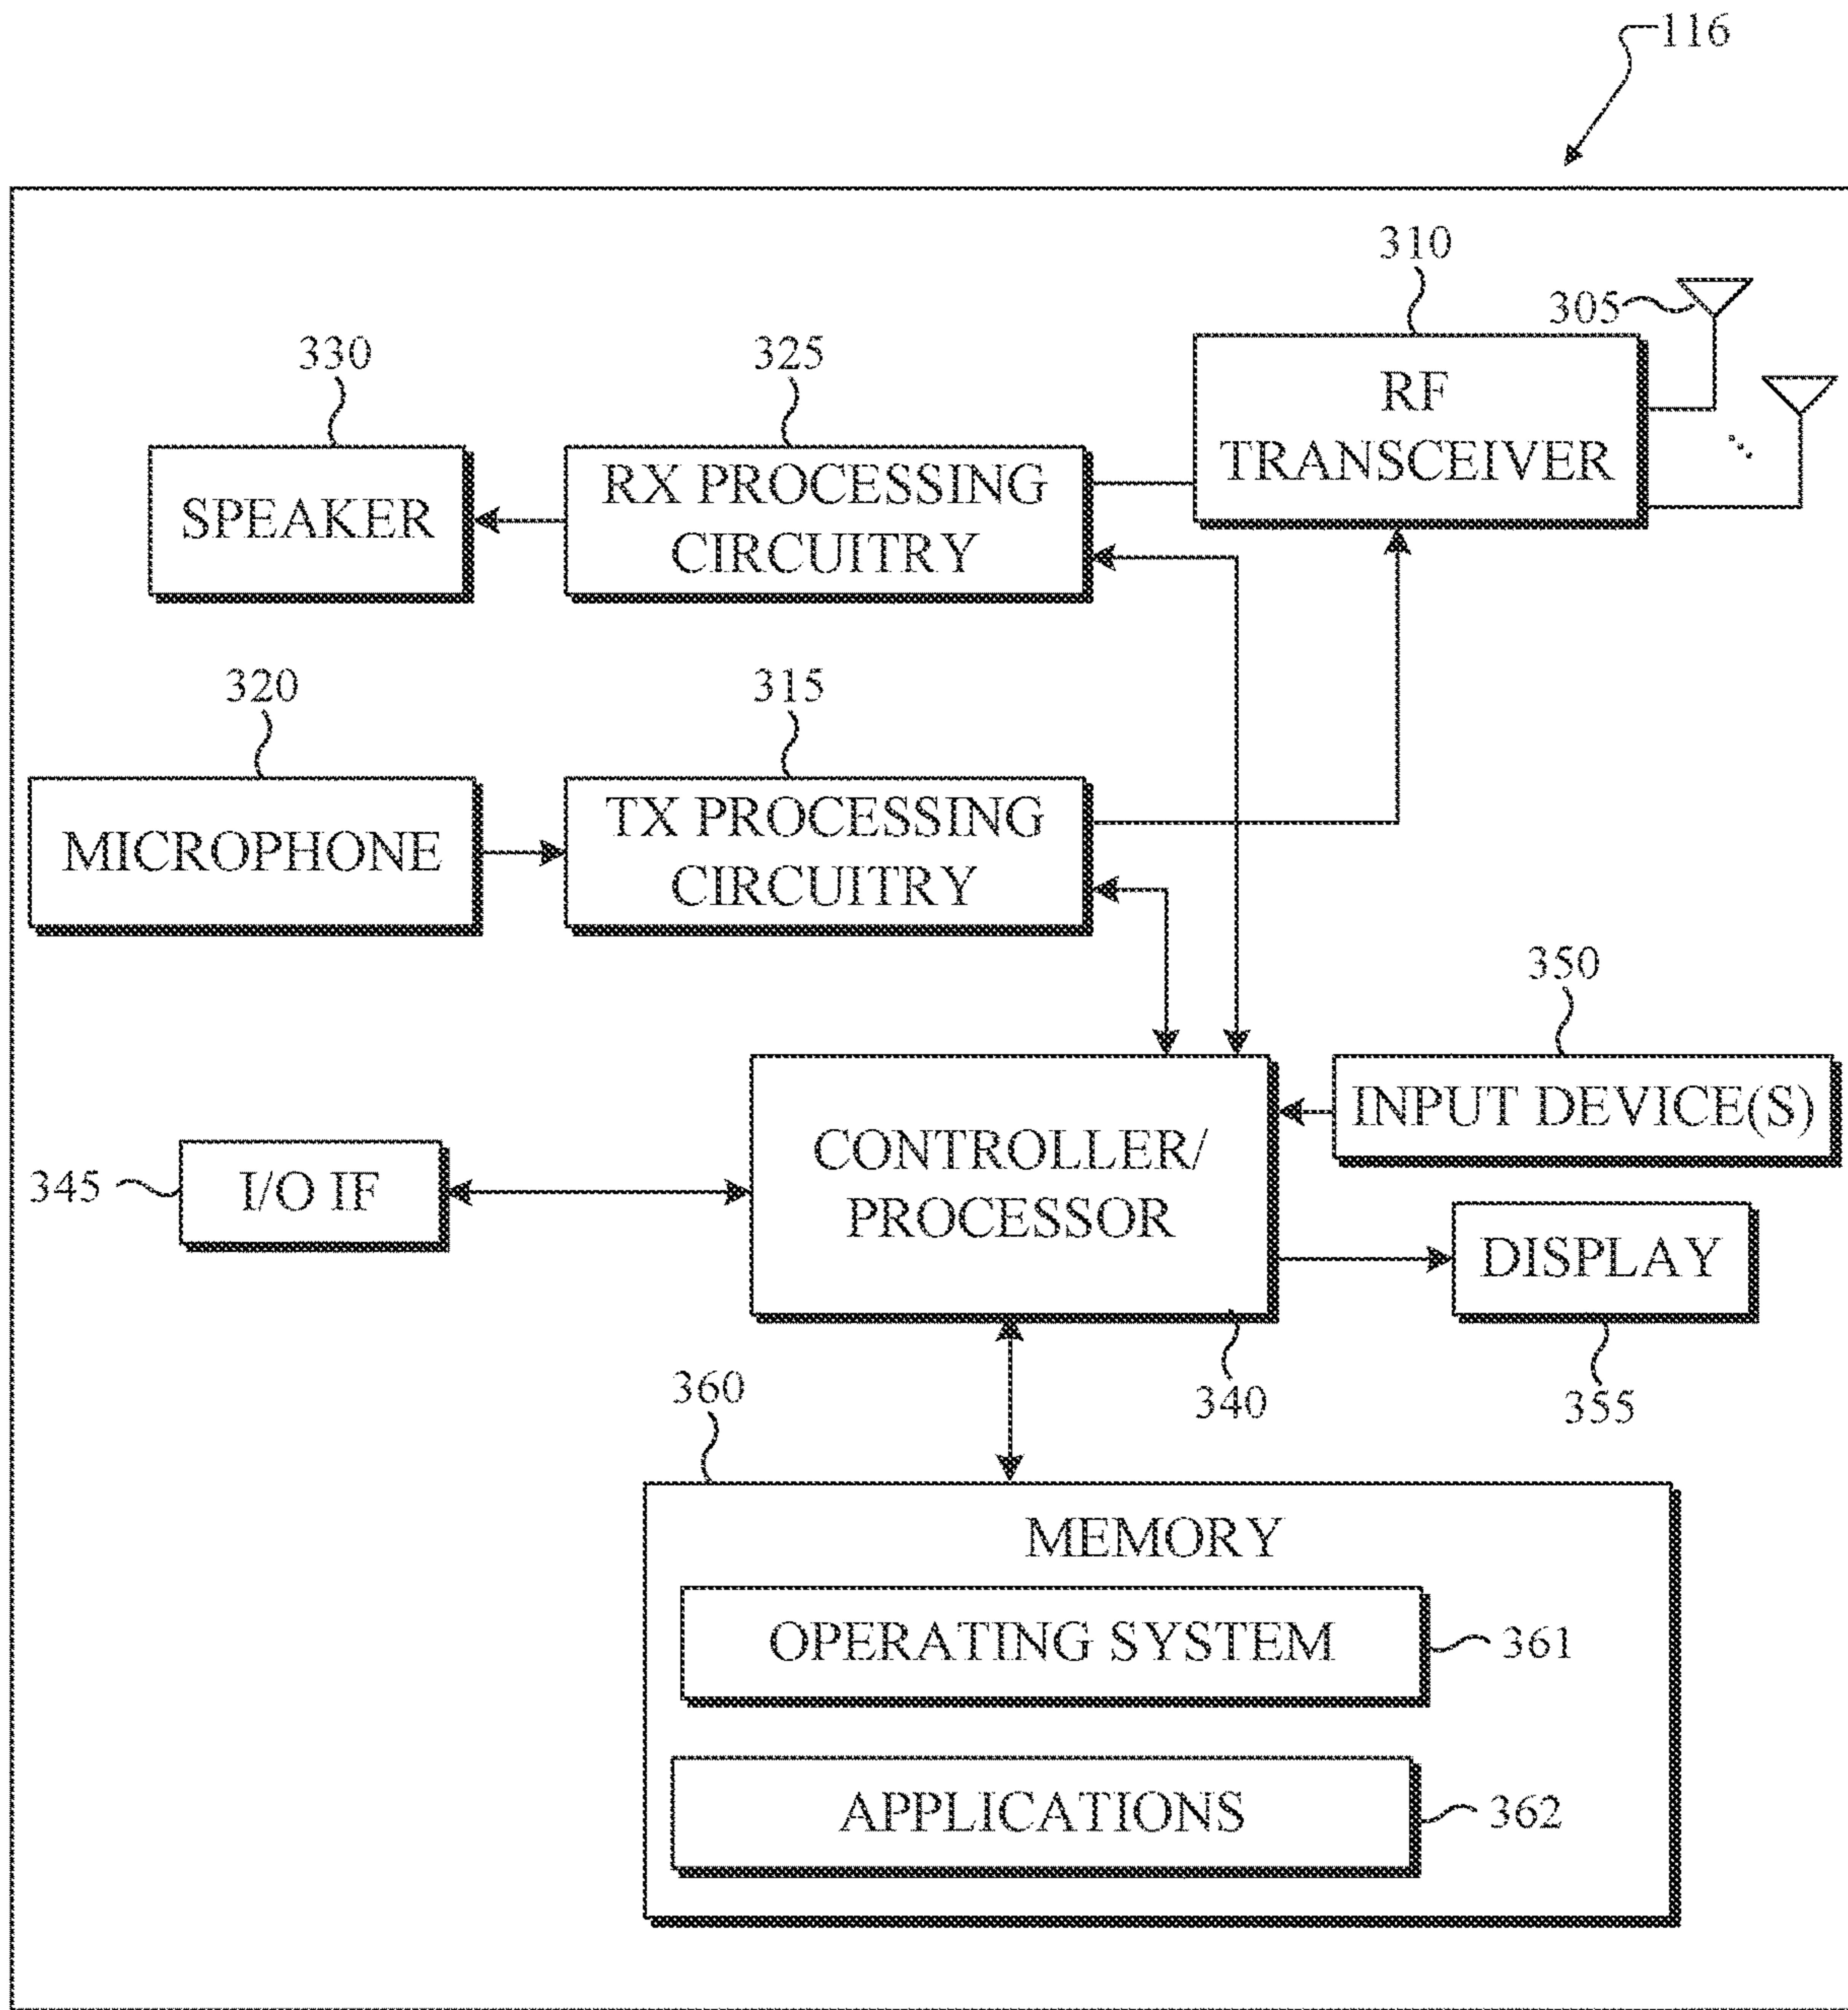 116
310
305
330
325
RF
TRANSCEIVER
SPEAKER
RX PROCESSING
CIRCUITRY
320
315
MICROPHONE
TX PROCESSING
CIRCUITRY
350
INPUT DEVICE(S)
CONTROLLER/
PROCESSOR
345
I/O IF
DISPLAY
340
355
360
MEMORY
OPERATING SYSTEM
361
APPLICATIONS
362